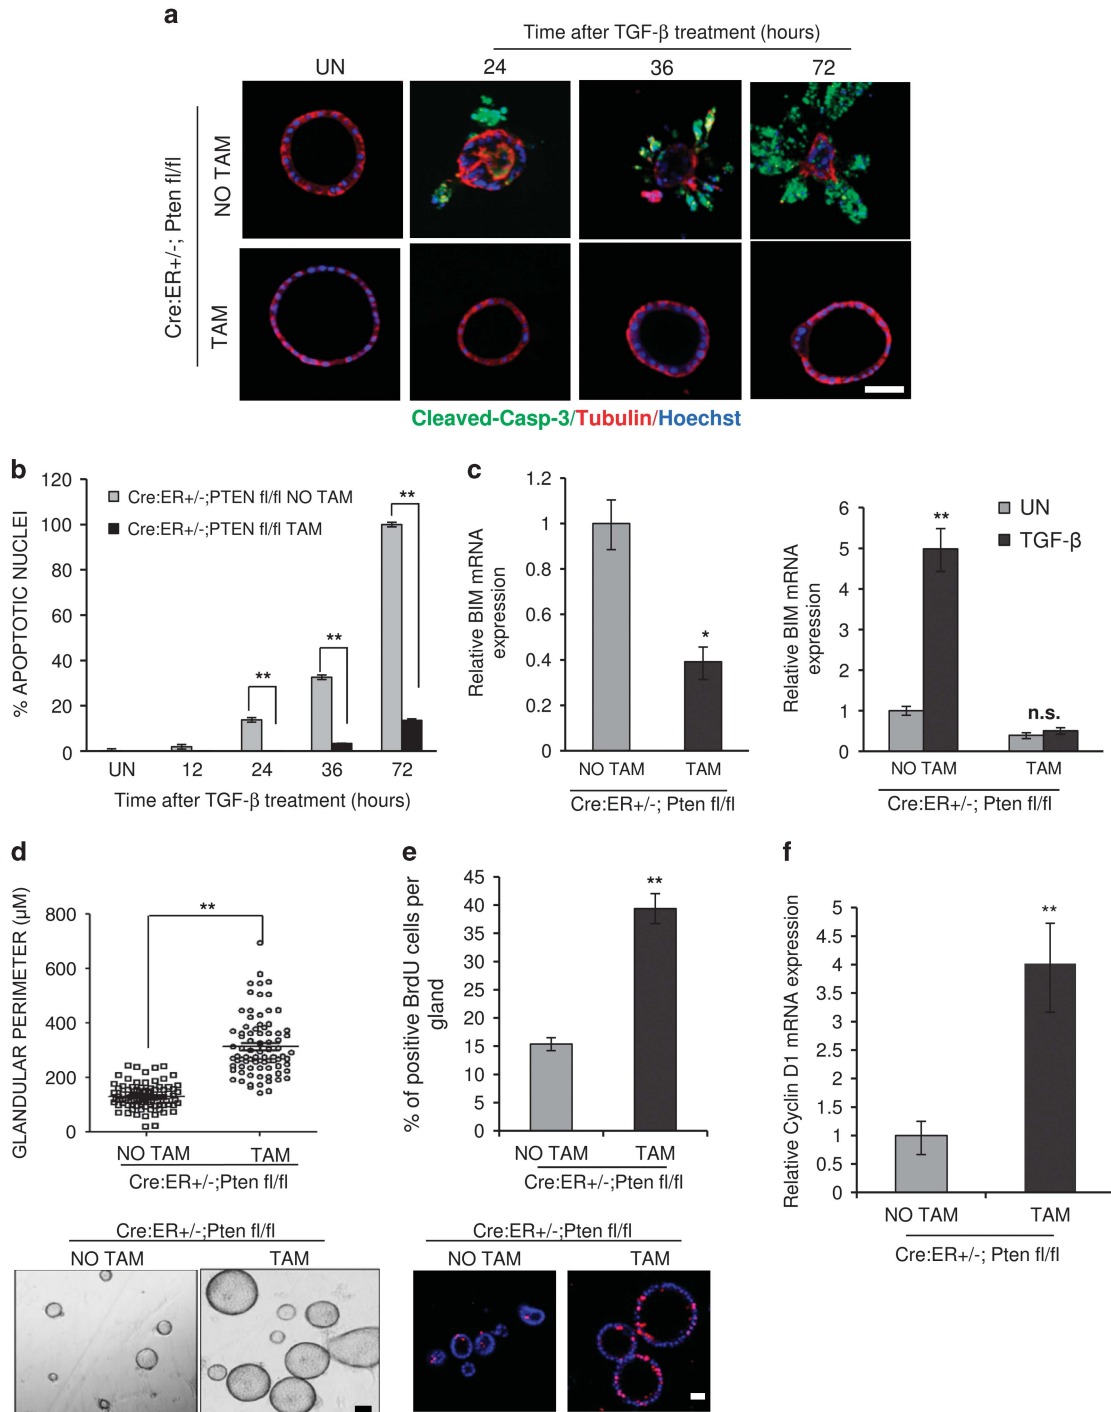 a
Time after TGF-β treatment (hours)
UN 24 36 72
Cre:ER+/-; Pten fl/fl
NO TAM
TAM
Cleaved-Casp-3/Tubulin/Hoechst
b
% APOPTOTIC NUCLEI
120
100
80
60
40
20
0
Cre:ER+/-;PTEN fl/fl NO TAM
Cre:ER+/-;PTEN fl/fl TAM
**
**
**
UN 12 24 36 72
Time after TGF-β treatment (hours)
c
Relative BIM mRNA
expression
1.2
1
0.8
0.6
0.4
0.2
0
*
NO TAM TAM
Cre:ER+/-; Pten fl/fl
Relative BIM mRNA
expression
6
5
4
3
2
1
0
**
n.s.
UN
TGF-β
NO TAM TAM
Cre:ER+/-; Pten fl/fl
d
GLANDULAR PERIMETER (µM)
800
600
400
200
0
**
NO TAM TAM
Cre:ER+/-;Pten fl/fl
Cre:ER+/-;Pten fl/fl
NO TAM TAM
e
% of positive BrdU cells per
gland
45
40
35
30
25
20
15
10
5
0
**
NO TAM TAM
Cre:ER+/-;Pten fl/fl
Cre:ER+/-;Pten fl/fl
NO TAM TAM
f
Relative Cyclin D1 mRNA expression
5
4.5
4
3.5
3
2.5
2
1.5
1
0.5
0
**
NO TAM TAM
Cre:ER+/-; Pten fl/fl